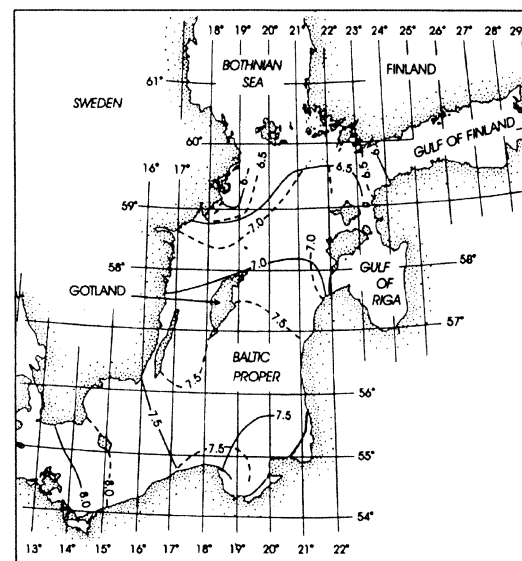 18° 19° 20° 21° 22° 23° 24° 25° 26° 27° 28° 29°
BOTHNIAN
SEA
FINLAND
61°
SWEDEN
60°
GULF OF FINLAND
6.5
6.5
6.5
16° 17°
59°
7.0
7.0
58°
7.0
58°
GULF
OF
RIGA
GOTLAND
57°
7.5
BALTIC
PROPER
7.5
56°
7.5
7.5
55°
7.5
8.0
8.0
54°
13° 14° 15° 16° 17° 18° 19° 20° 21° 22°